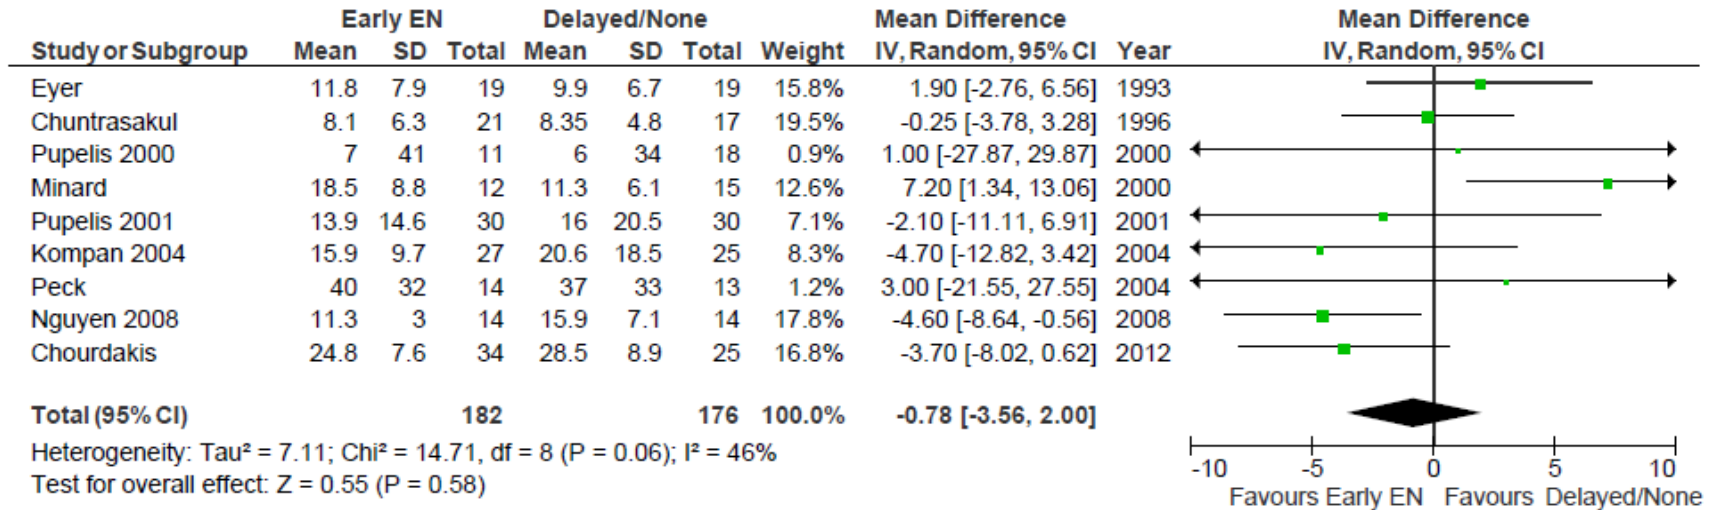 Early EN Delayed/None Mean Difference Mean Difference
Study or Subgroup Mean SD Total Mean SD Total Weight IV, Random, 95% CI Year IV, Random, 95% CI
Eyer 11.8 7.9 19 9.9 6.7 19 15.8% 1.90 [-2.76, 6.56] 1993
Chuntrasakul 8.1 6.3 21 8.35 4.8 17 19.5% -0.25 [-3.78, 3.28] 1996
Pupelis 2000 7 41 11 6 34 18 0.9% 1.00 [-27.87, 29.87] 2000
Minard 18.5 8.8 12 11.3 6.1 15 12.6% 7.20 [1.34, 13.06] 2000
Pupelis 2001 13.9 14.6 30 16 20.5 30 7.1% -2.10 [-11.11, 6.91] 2001
Kompan 2004 15.9 9.7 27 20.6 18.5 25 8.3% -4.70 [-12.82, 3.42] 2004
Peck 40 32 14 37 33 13 1.2% 3.00 [-21.55, 27.55] 2004
Nguyen 2008 11.3 3 14 15.9 7.1 14 17.8% -4.60 [-8.64, -0.56] 2008
Chourdakis 24.8 7.6 34 28.5 8.9 25 16.8% -3.70 [-8.02, 0.62] 2012
Total (95% CI) 182 176 100.0% -0.78 [-3.56, 2.00]
Heterogeneity: Tau² = 7.11; Chi² = 14.71, df = 8 (P = 0.06); I² = 46%
Test for overall effect: Z = 0.55 (P = 0.58)
-10 -5 0 5 10
Favours Early EN Favours Delayed/None